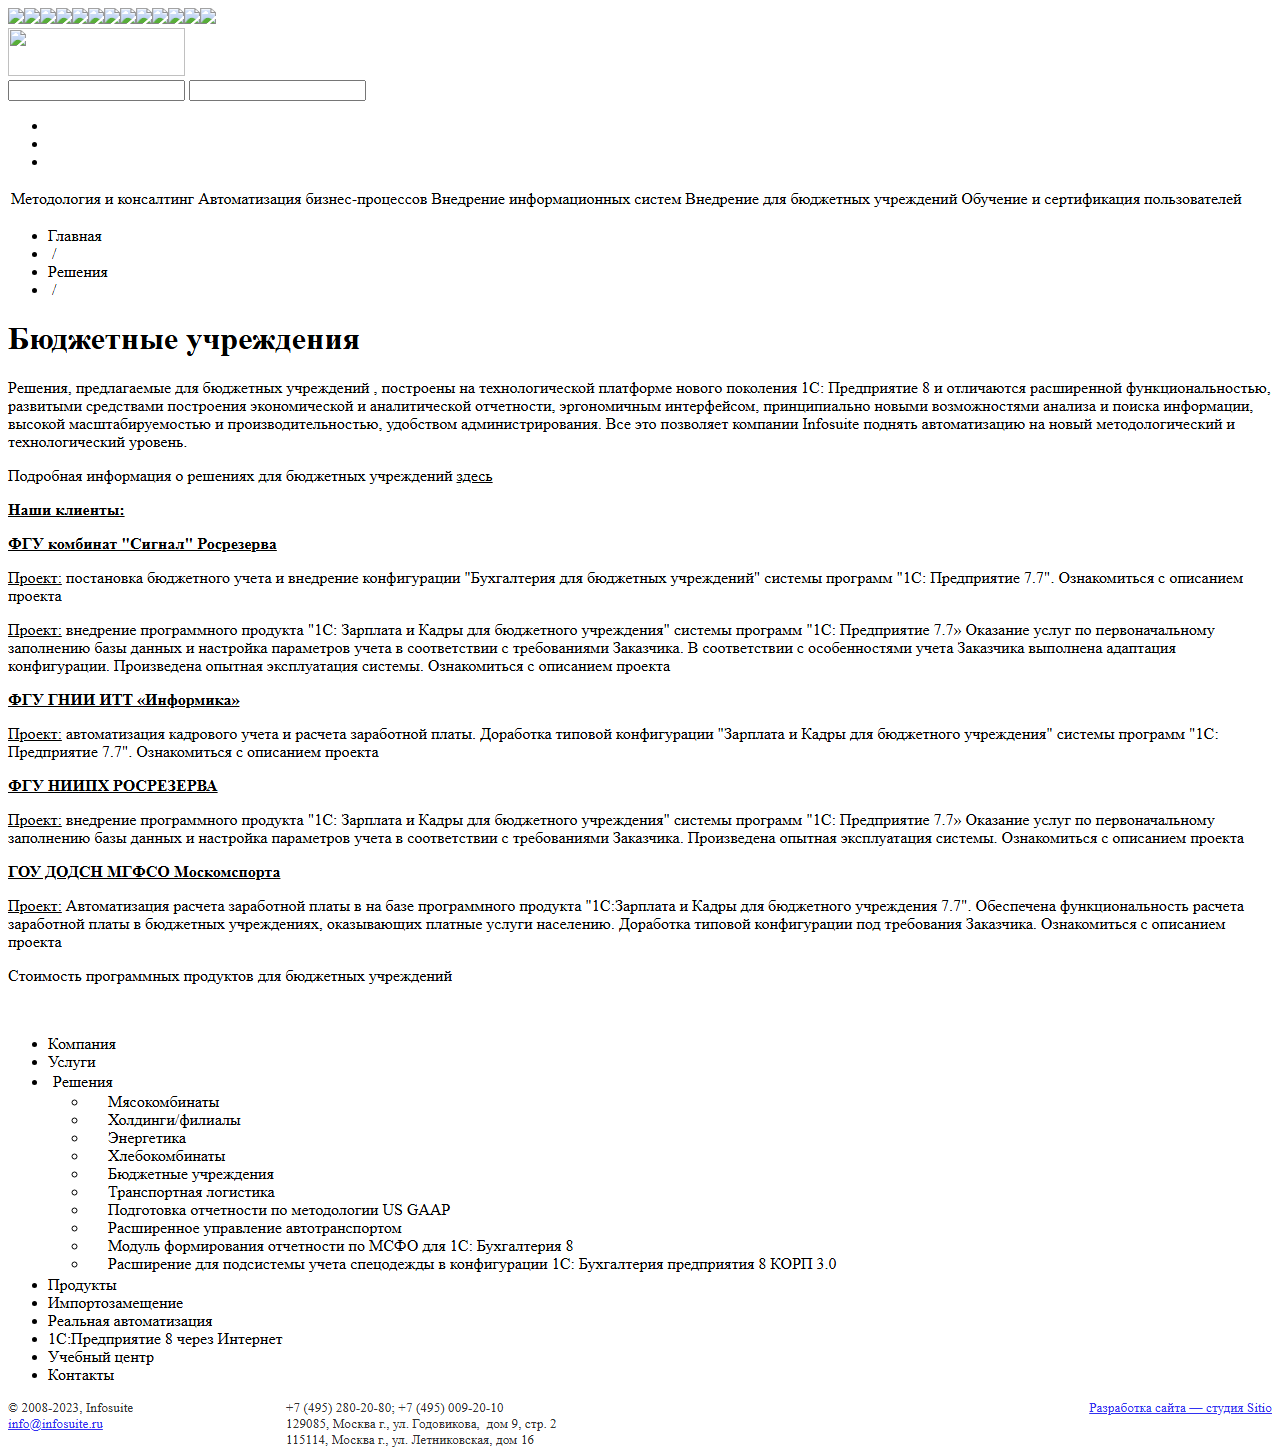 Методология и консалтинг Автоматизация бизнес-процессов Внедрение информационных систем Внедрение для бюджетных учреждений Обучение и сертификация пользователей
Главная
/
Решения
/
Бюджетные учреждения
Решения, предлагаемые для бюджетных учреждений , построены на технологической платформе нового поколения 1С: Предприятие 8 и отличаются расширенной функциональностью,
развитыми средствами построения экономической и аналитической отчетности, эргономичным интерфейсом, принципиально новыми возможностями анализа и поиска информации,
высокой масштабируемостью и производительностью, удобством администрирования. Все это позволяет компании Infosuite поднять автоматизацию на новый методологический и
технологический уровень.
Подробная информация о решениях для бюджетных учреждений здесь
Наши клиенты:
ФГУ комбинат "Сигнал" Росрезерва
Проект: постановка бюджетного учета и внедрение конфигурации "Бухгалтерия для бюджетных учреждений" системы программ "1С: Предприятие 7.7". Ознакомиться с описанием
проекта
Проект: внедрение программного продукта "1С: Зарплата и Кадры для бюджетного учреждения" системы программ "1С: Предприятие 7.7» Оказание услуг по первоначальному
заполнению базы данных и настройка параметров учета в соответствии с требованиями Заказчика. В соответствии с особенностями учета Заказчика выполнена адаптация
конфигурации. Произведена опытная эксплуатация системы. Ознакомиться с описанием проекта
ФГУ ГНИИ ИТТ «Информика»
Проект: автоматизация кадрового учета и расчета заработной платы. Доработка типовой конфигурации "Зарплата и Кадры для бюджетного учреждения" системы программ "1С:
Предприятие 7.7". Ознакомиться с описанием проекта
ФГУ НИИПХ РОСРЕЗЕРВА
Проект: внедрение программного продукта "1С: Зарплата и Кадры для бюджетного учреждения" системы программ "1С: Предприятие 7.7» Оказание услуг по первоначальному
заполнению базы данных и настройка параметров учета в соответствии с требованиями Заказчика. Произведена опытная эксплуатация системы. Ознакомиться с описанием проекта
ГОУ ДОДСН МГФСО Москомспорта
Проект: Автоматизация расчета заработной платы в на базе программного продукта "1С:Зарплата и Кадры для бюджетного учреждения 7.7". Обеспечена функциональность расчета
заработной платы в бюджетных учреждениях, оказывающих платные услуги населению. Доработка типовой конфигурации под требования Заказчика. Ознакомиться с описанием
проекта
Стоимость программных продуктов для бюджетных учреждений
Компания
Услуги
Решения
Мясокомбинаты
Холдинги/филиалы
Энергетика
Хлебокомбинаты
Бюджетные учреждения
Транспортная логистика
Подготовка отчетности по методологии US GAAP
Расширенное управление автотранспортом
Модуль формирования отчетности по МСФО для 1С: Бухгалтерия 8
Расширение для подсистемы учета спецодежды в конфигурации 1С: Бухгалтерия предприятия 8 КОРП 3.0
Продукты
Импортозамещение
Реальная автоматизация
1С:Предприятие 8 через Интернет
Учебный центр
Контакты
© 2008-2023, Infosuite
info@infosuite.ru
+7 (495) 280-20-80; +7 (495) 009-20-10
129085, Москва г., ул. Годовикова, дом 9, стр. 2
115114, Москва г., ул. Летниковская, дом 16
Разработка сайта — студия Sitio